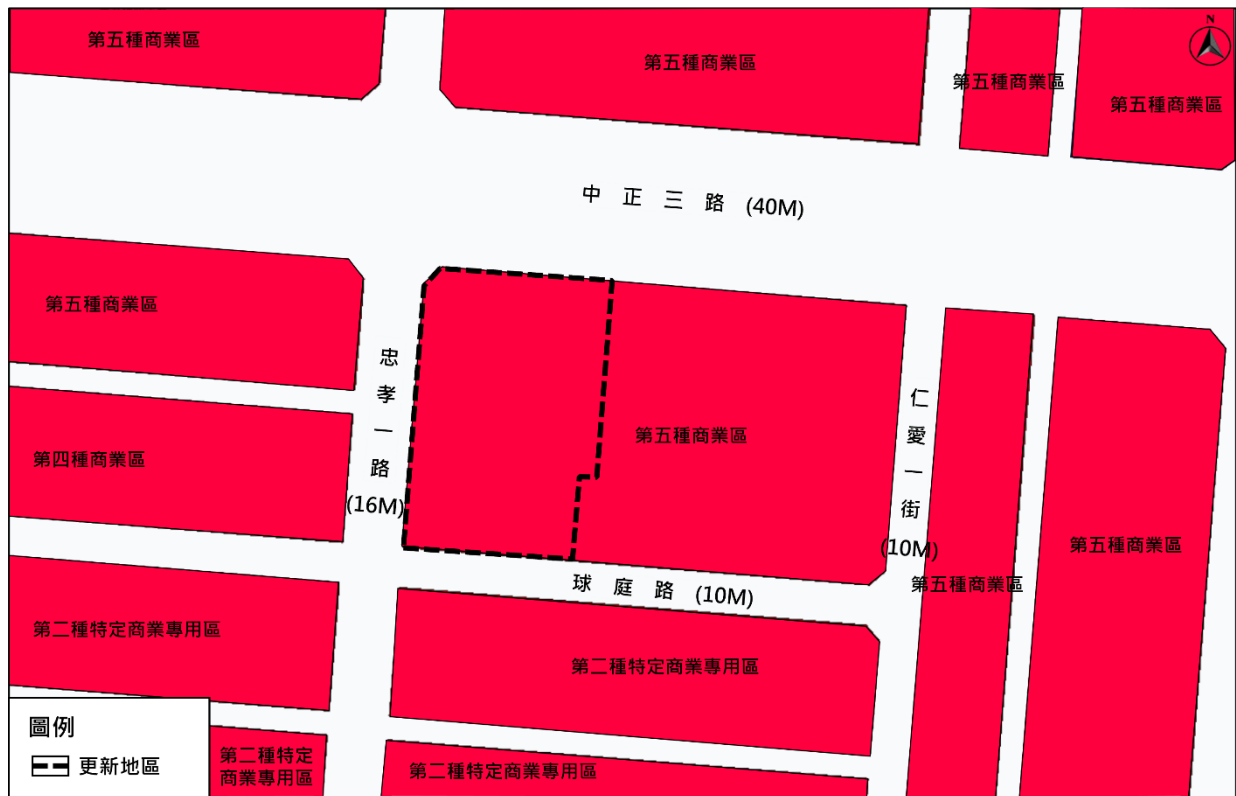 第五種商業區
第五種商業區
第五種商業區
第五種商業區
N
中正三路 (40M)
第五種商業區
忠孝一路
(16M)
第五種商業區
仁愛一街
(10M)
第四種商業區
第五種商業區
第五種商業區
球庭路 (10M)
第二種特定商業專用區
第二種特定商業專用區
圖例
更新地區
第二種特定
商業專用區
第二種特定商業專用區